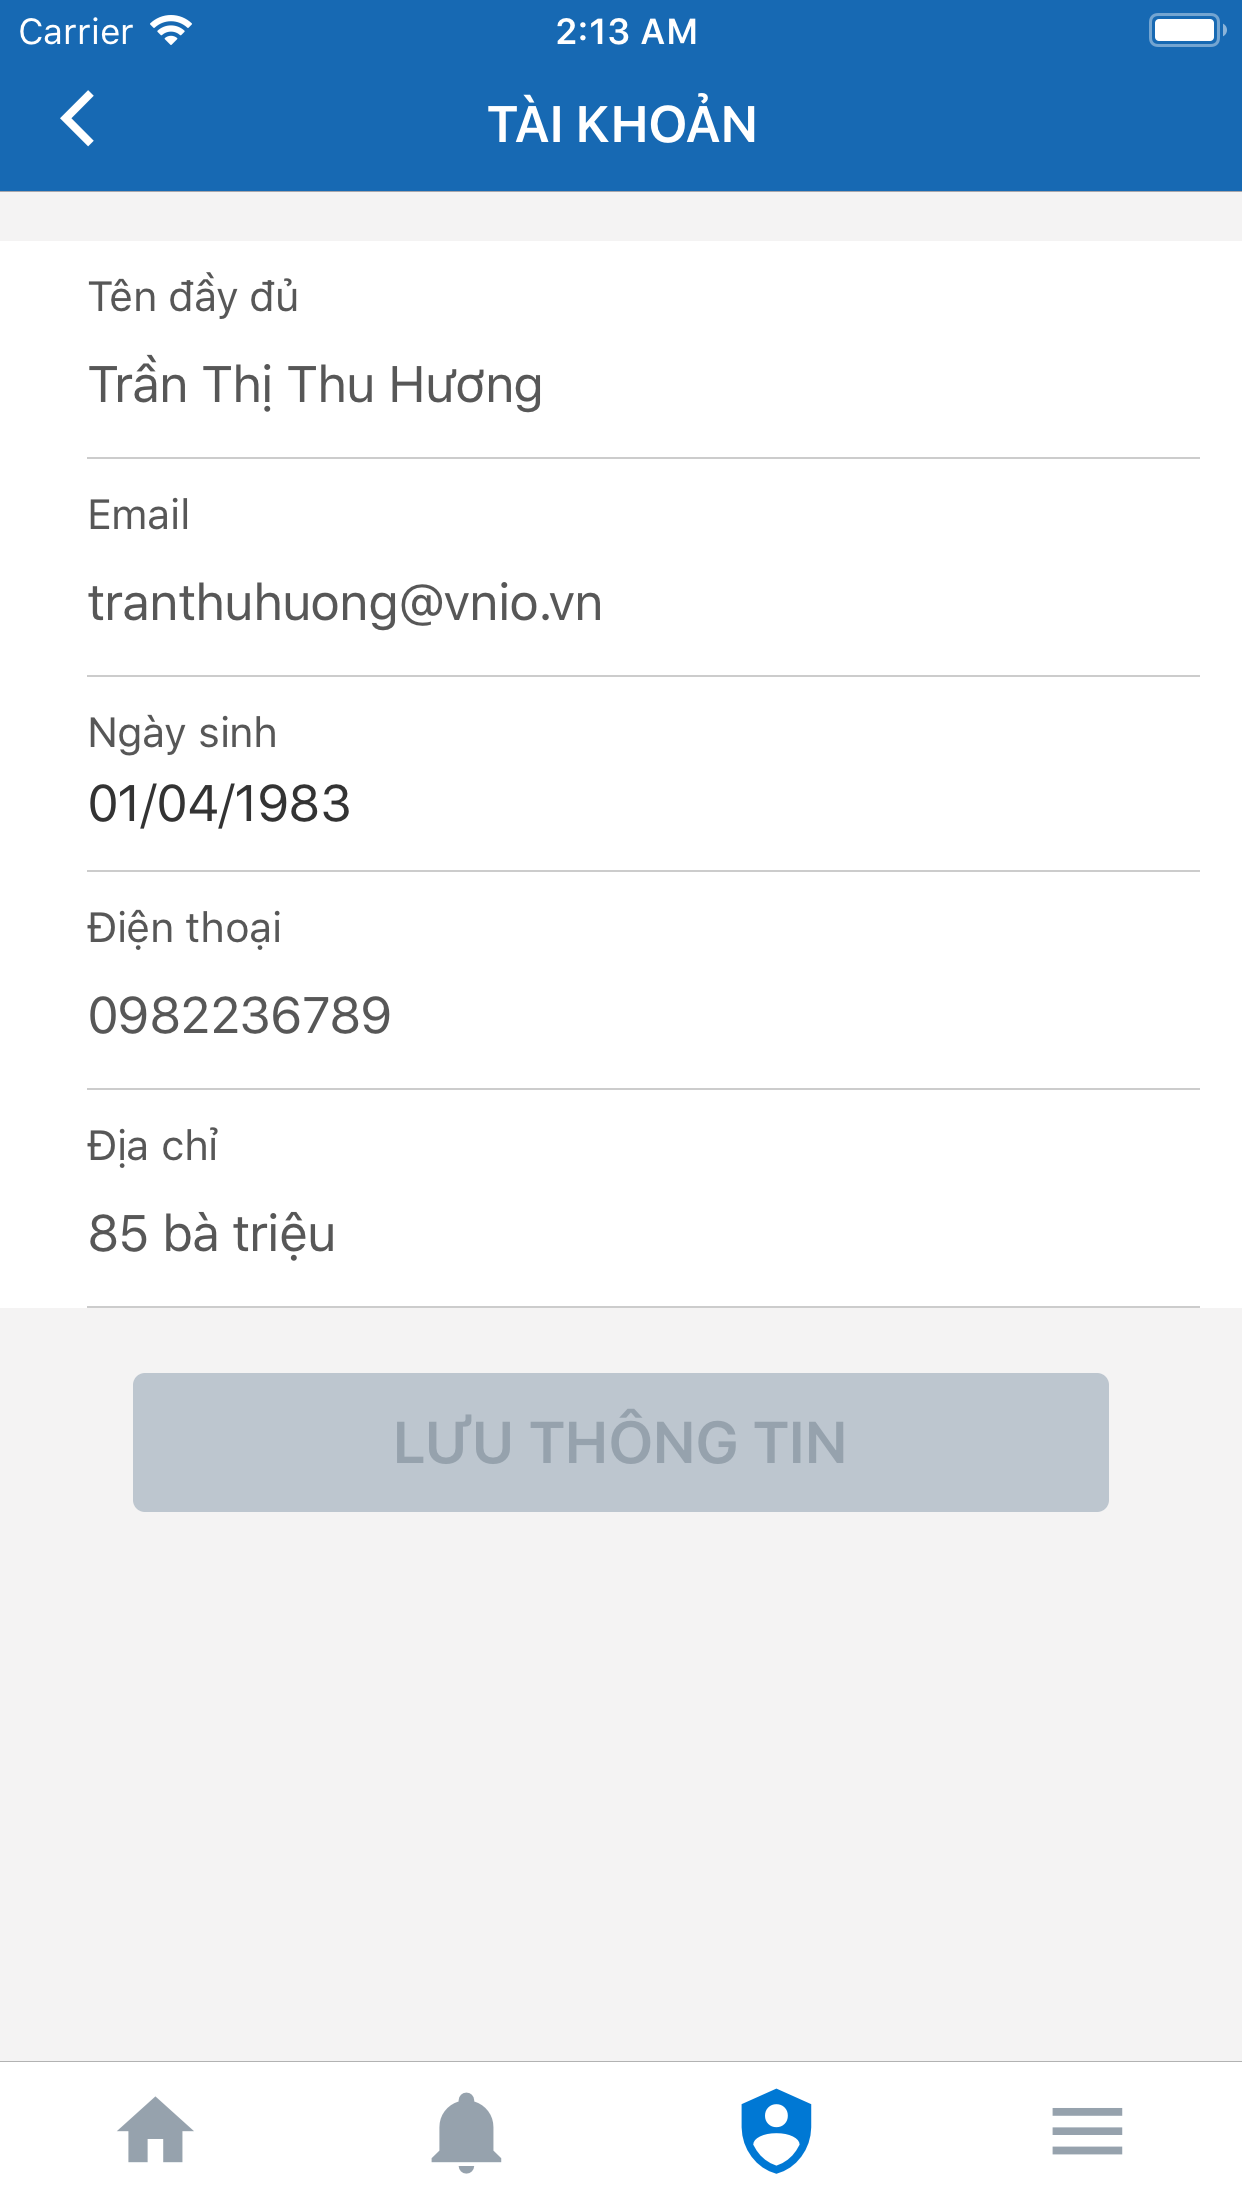 Carrier 2:13 AM
TÀI KHOẢN
Tên đầy đủ
Trần Thị Thu Hương
Email
tranthuhuong@vnio.vn
Ngày sinh
01/04/1983
Điện thoại
0982236789
Địa chỉ
85 bà triệu
LƯU THÔNG TIN